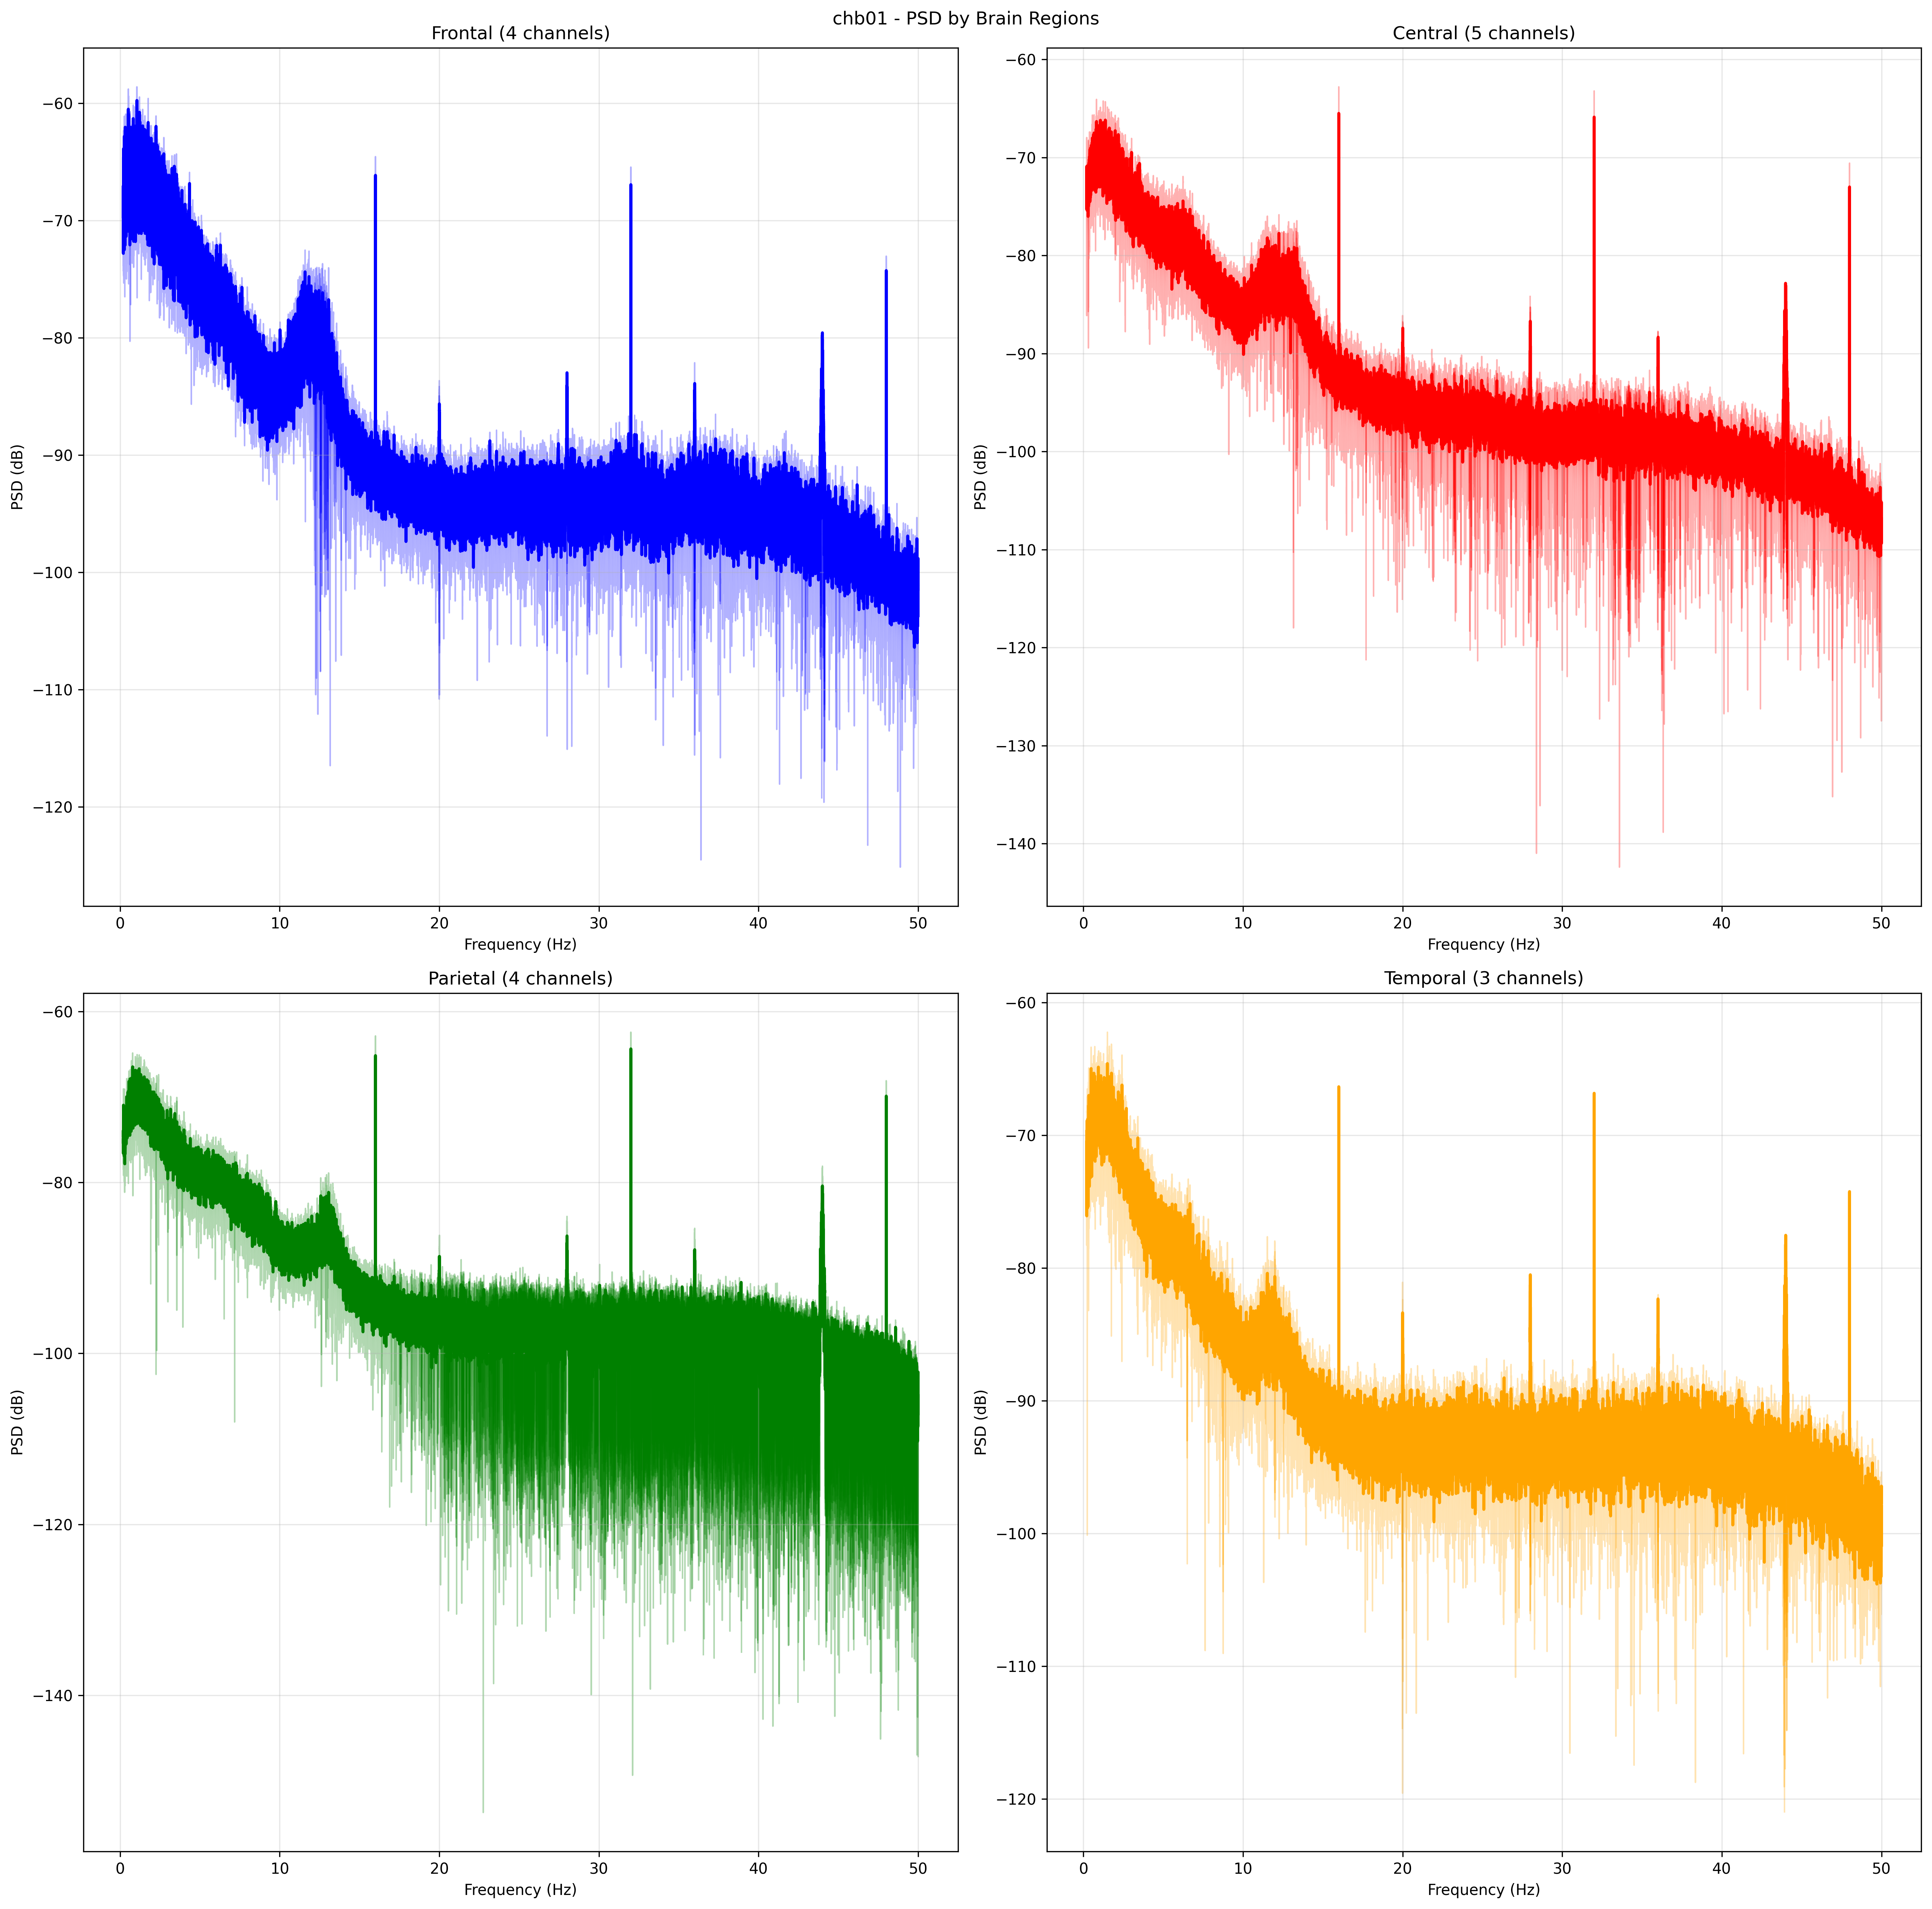 chb01 - PSD by Brain Regions
Frontal (4 channels)
−60
−70
−80
−90
−100
−110
−120
PSD (dB)
0 10 20 30 40 50
Frequency (Hz)
Central (5 channels)
−60
−70
−80
−90
−100
−110
−120
−130
−140
PSD (dB)
0 10 20 30 40 50
Frequency (Hz)
Parietal (4 channels)
−60
−80
−100
−120
−140
PSD (dB)
0 10 20 30 40 50
Frequency (Hz)
Temporal (3 channels)
−60
−70
−80
−90
−100
−110
−120
PSD (dB)
0 10 20 30 40 50
Frequency (Hz)